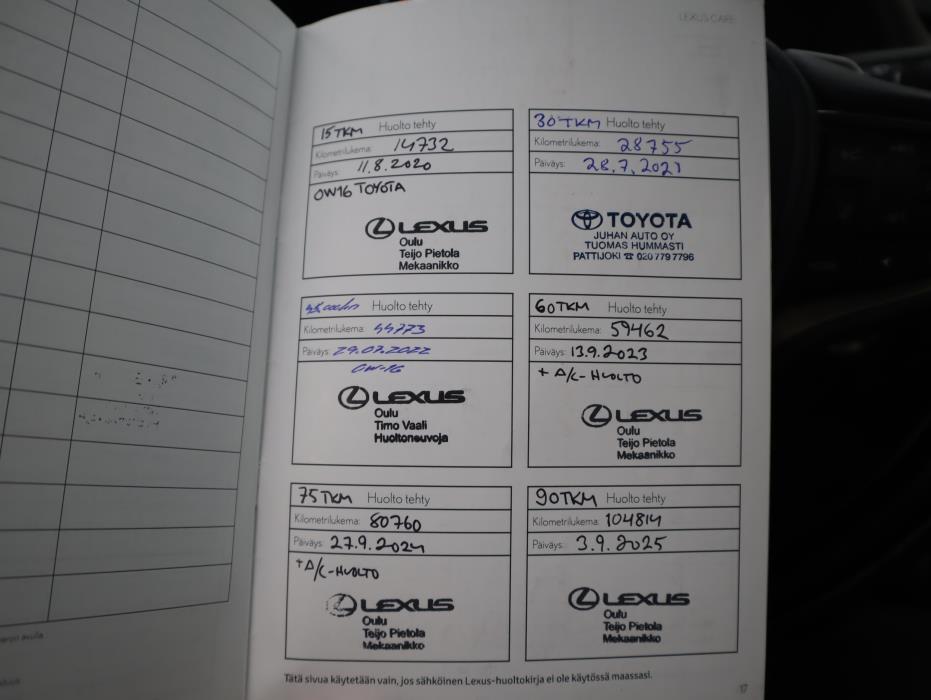 LEXUS CARE
15TKM Huolto tehty
Kilometrilukema: 14732
Päiväys: 11.8.2020
OW16 TOYOTA
LEXUS
Oulu
Teijo Pietola
Mekaanikko
30TKM Huolto tehty
Kilometrilukema: 28755
Päiväys: 28.7.2021
TOYOTA
JUHAN AUTO OY
TUOMAS HUMMASTI
PATTIJOKI ☎ 020 779 7796
Huolto tehty
Kilometrilukema: 44773
Päiväys: 29.07.2022
OW-16
LEXUS
Oulu
Timo Vaali
Huoltoneuvoja
60TKM Huolto tehty
Kilometrilukema: 59462
Päiväys: 13.9.2023
+ A/C-HUOLTO
LEXUS
Oulu
Teijo Pietola
Mekaanikko
75TKM Huolto tehty
Kilometrilukema: 80760
Päiväys: 27.9.2024
+A/C-HUOLTO
LEXUS
Oulu
Teijo Pietola
Mekaanikko
90TKM Huolto tehty
Kilometrilukema: 104814
Päiväys: 3.9.2025
LEXUS
Oulu
Teijo Pietola
Mekaanikko
Tätä sivua käytetään vain, jos sähköinen Lexus-huoltokirja ei ole käytössä maassasi.
17